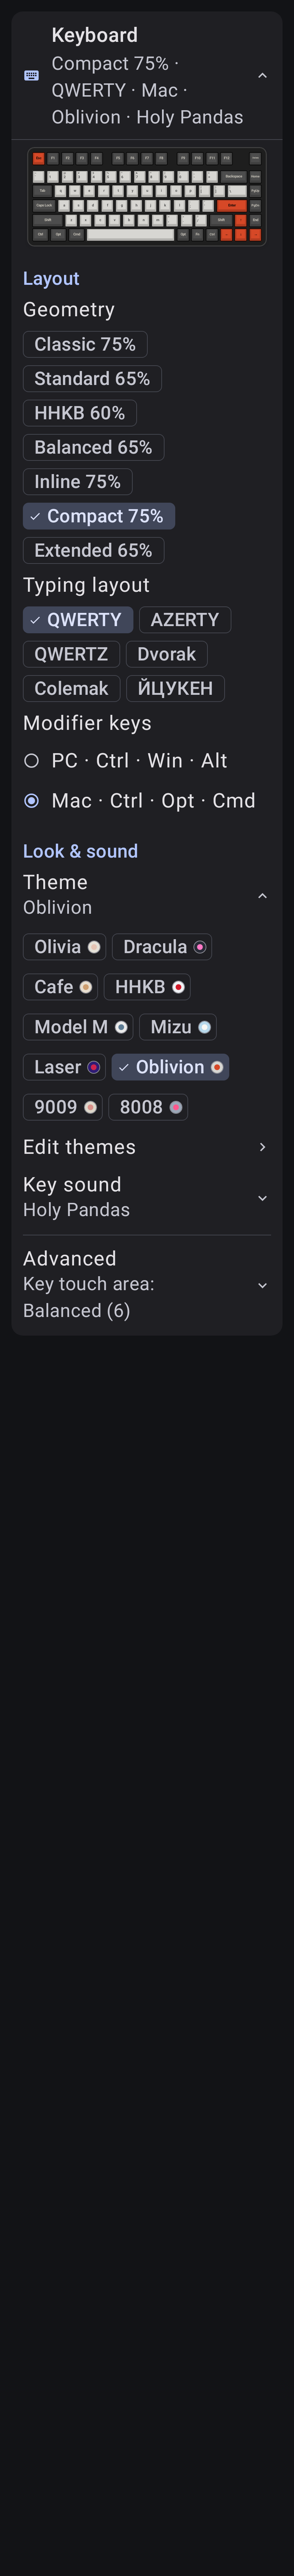 Keyboard
Compact 75% ·
QWERTY · Mac ·
Oblivion · Holy Pandas
Layout
Geometry
Classic 75%
Standard 65%
HHKB 60%
Balanced 65%
Inline 75%
Compact 75%
Extended 65%
Typing layout
QWERTY AZERTY
QWERTZ Dvorak
Colemak ЙЦУКЕН
Modifier keys
PC · Ctrl · Win · Alt
Mac · Ctrl · Opt · Cmd
Look & sound
Theme
Oblivion
Olivia Dracula
Cafe HHKB
Model M Mizu
Laser Oblivion
9009 8008
Edit themes
Key sound
Holy Pandas
Advanced
Key touch area:
Balanced (6)